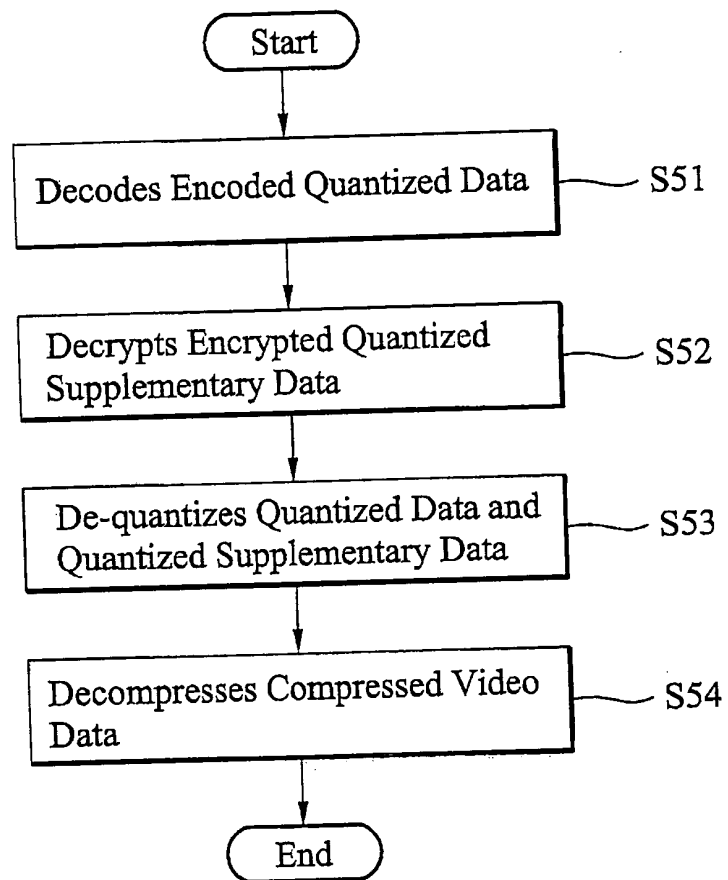 Start
Decodes Encoded Quantized Data
S51
Decrypts Encrypted Quantized
Supplementary Data
S52
De-quantizes Quantized Data and
Quantized Supplementary Data
S53
Decompresses Compressed Video
Data
S54
End